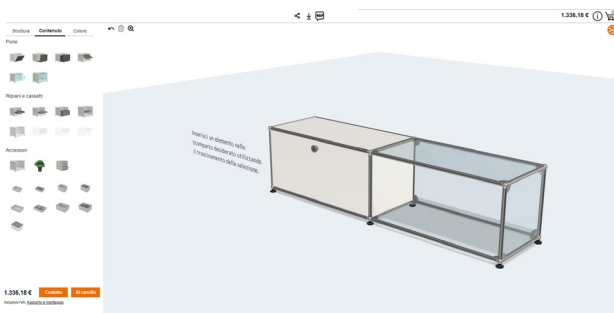 1.336,18 €
Struttura Contenuto Colore
Porte
Ripiani e cassetti
Accessori
Inserisci un elemento nello
scomparto desiderato utilizzando
il trascinamento della selezione.
1.336,18 € Contatto Al carrello
Inclusive IVA, trasporto e montaggio